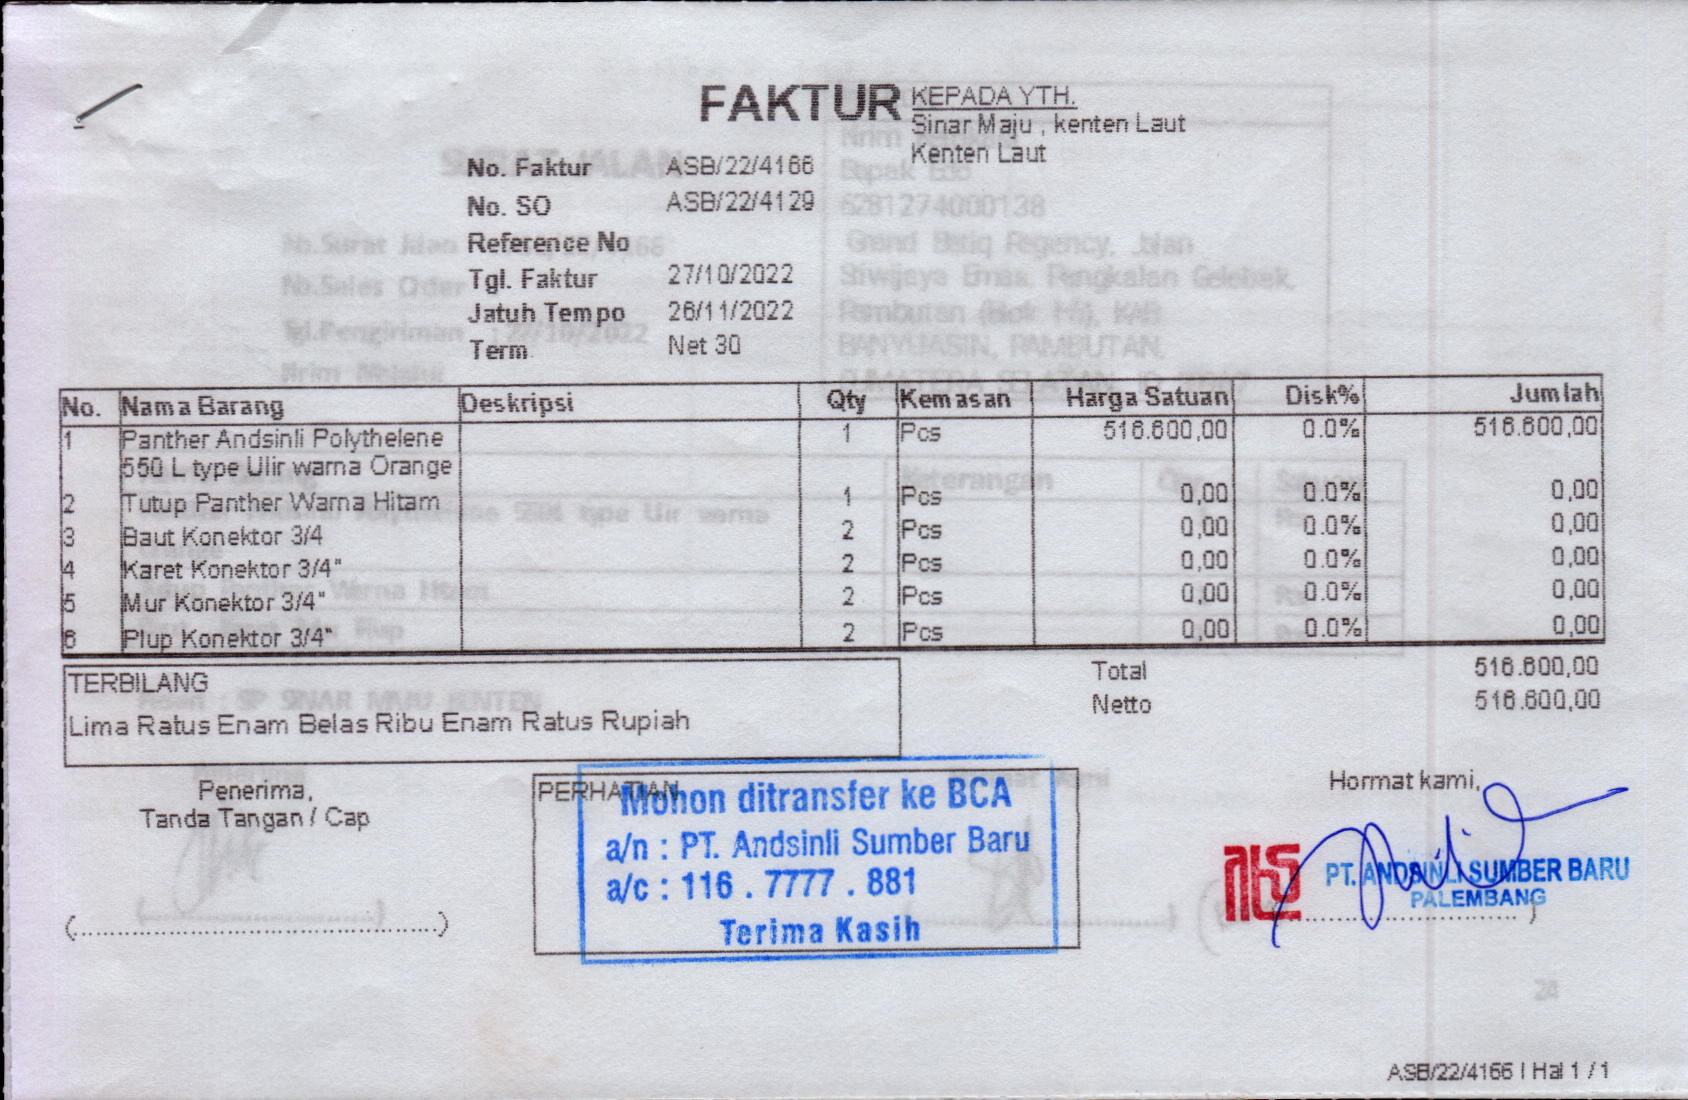 FAKTUR
KEPADA YTH.
Sinar Maju , kenten Laut
Kenten Laut
No. Faktur ASB/22/4166
No. SO ASB/22/4129
Reference No
Tgl. Faktur 27/10/2022
Jatuh Tempo 26/11/2022
Term Net 30
No. Nama Barang Deskripsi Qty Kemasan Harga Satuan Disk% Jumlah
1 Panther Andsinli Polythelene 1 Pcs 516.600,00 0.0% 516.600,00
550 L type Ulir warna Orange
2 Tutup Panther Warna Hitam 1 Pcs 0,00 0.0% 0,00
3 Baut Konektor 3/4 2 Pcs 0,00 0.0% 0,00
4 Karet Konektor 3/4" 2 Pcs 0,00 0.0% 0,00
5 Mur Konektor 3/4" 2 Pcs 0,00 0.0% 0,00
6 Plup Konektor 3/4" 2 Pcs 0,00 0.0% 0,00
Total 516.600,00
Netto 516.600,00
TERBILANG
Lima Ratus Enam Belas Ribu Enam Ratus Rupiah
Penerima,
Tanda Tangan / Cap
(......................................................)
PERHATIAN
Mohon ditransfer ke BCA
a/n : PT. Andsinli Sumber Baru
a/c : 116 . 7777 . 881
Terima Kasih
Hormat kami,
PT. ANDSINLI SUMBER BARU
PALEMBANG
24
ASB/22/4166 | Hal 1 / 1